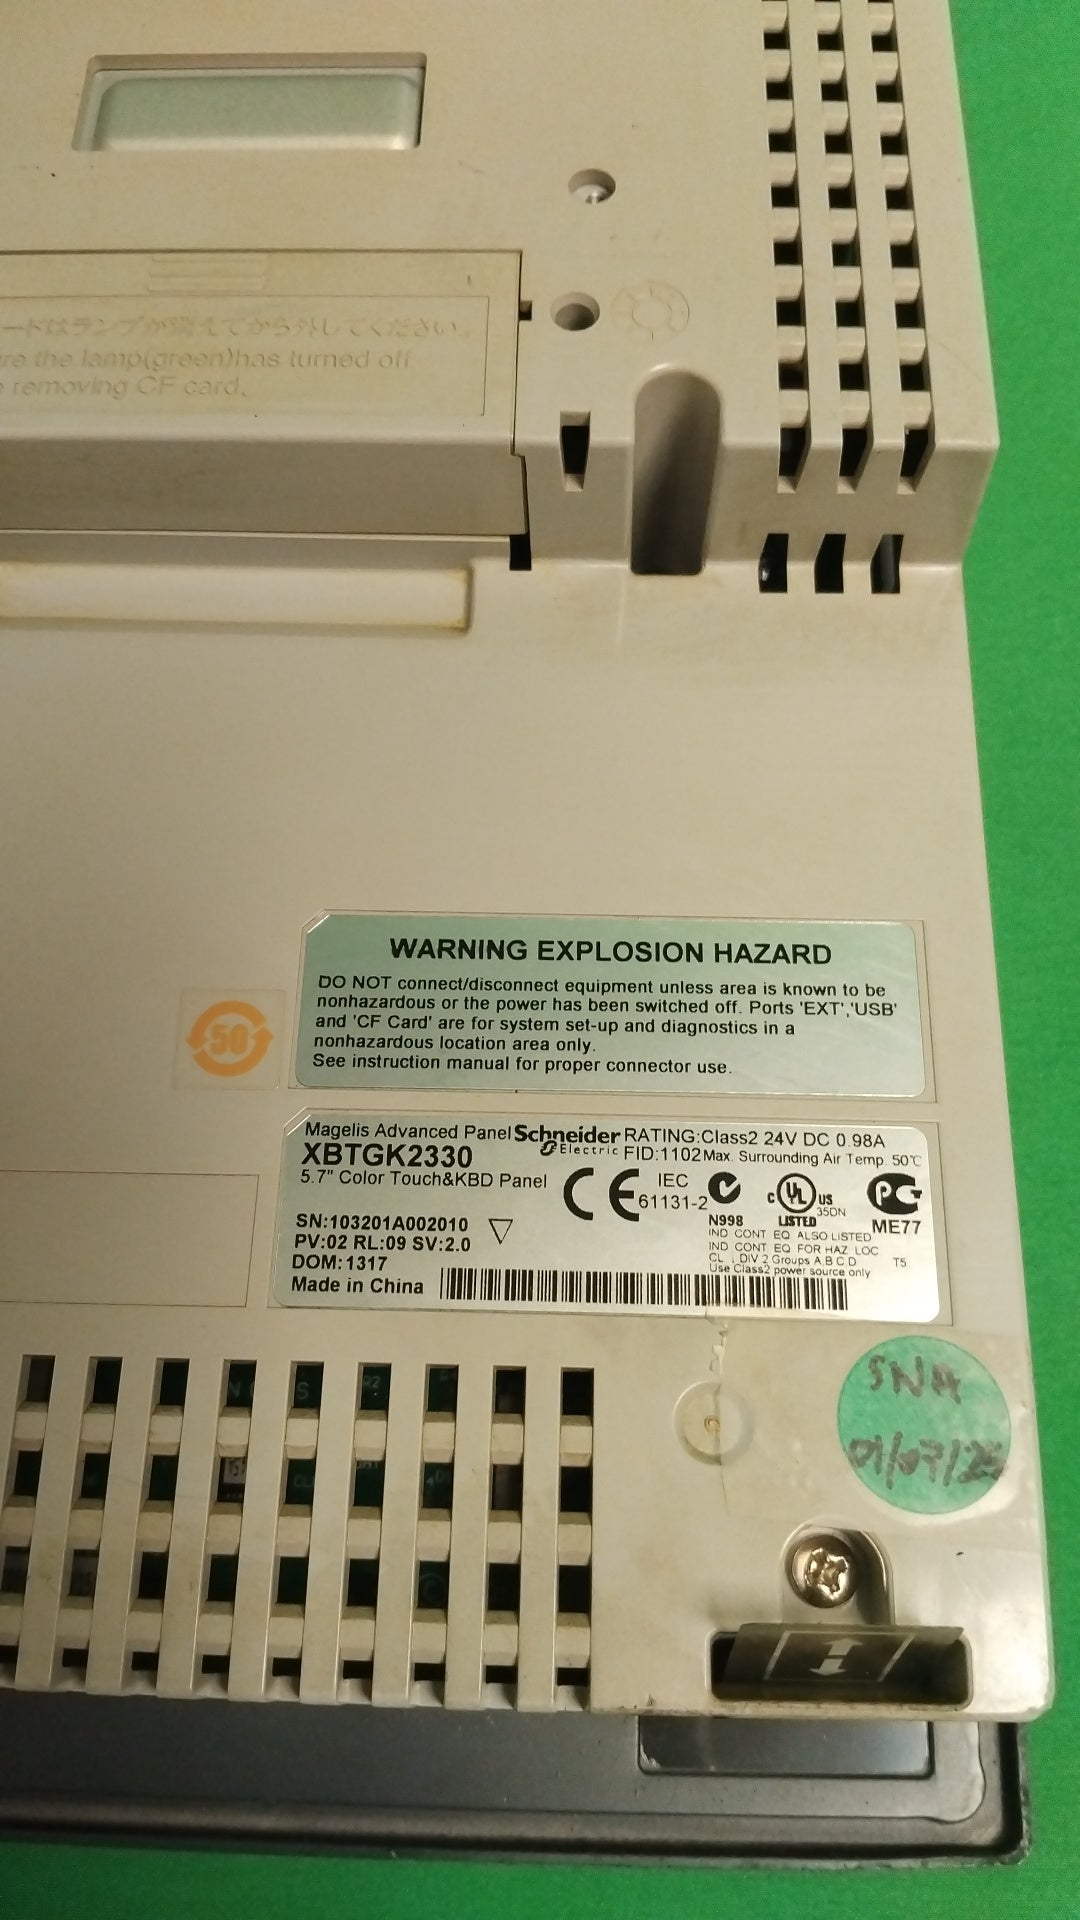 ードはランプが消えてから外してください。
re the lamp(green)has turned off
removing CF card.
WARNING EXPLOSION HAZARD
DO NOT connect/disconnect equipment unless area is known to be
nonhazardous or the power has been switched off. Ports 'EXT','USB'
and 'CF Card' are for system set-up and diagnostics in a
nonhazardous location area only.
See instruction manual for proper connector use.
50
Magelis Advanced Panel Schneider Electric RATING:Class2 24V DC 0.98A
XBTGK2330 FID:1102 Max. Surrounding Air Temp. 50℃
5.7" Color Touch&KBD Panel
CE IEC 61131-2
N998
c UL us
LISTED 35DN
PG
ME77
SN:103201A002010
PV:02 RL:09 SV:2.0
DOM:1317
Made in China
IND CONT EQ ALSO LISTED
IND CONT EQ FOR HAZ LOC
CL I DIV 2 Groups A.B.C.D T5
Use Class2 power source only
SNA
01/07/25